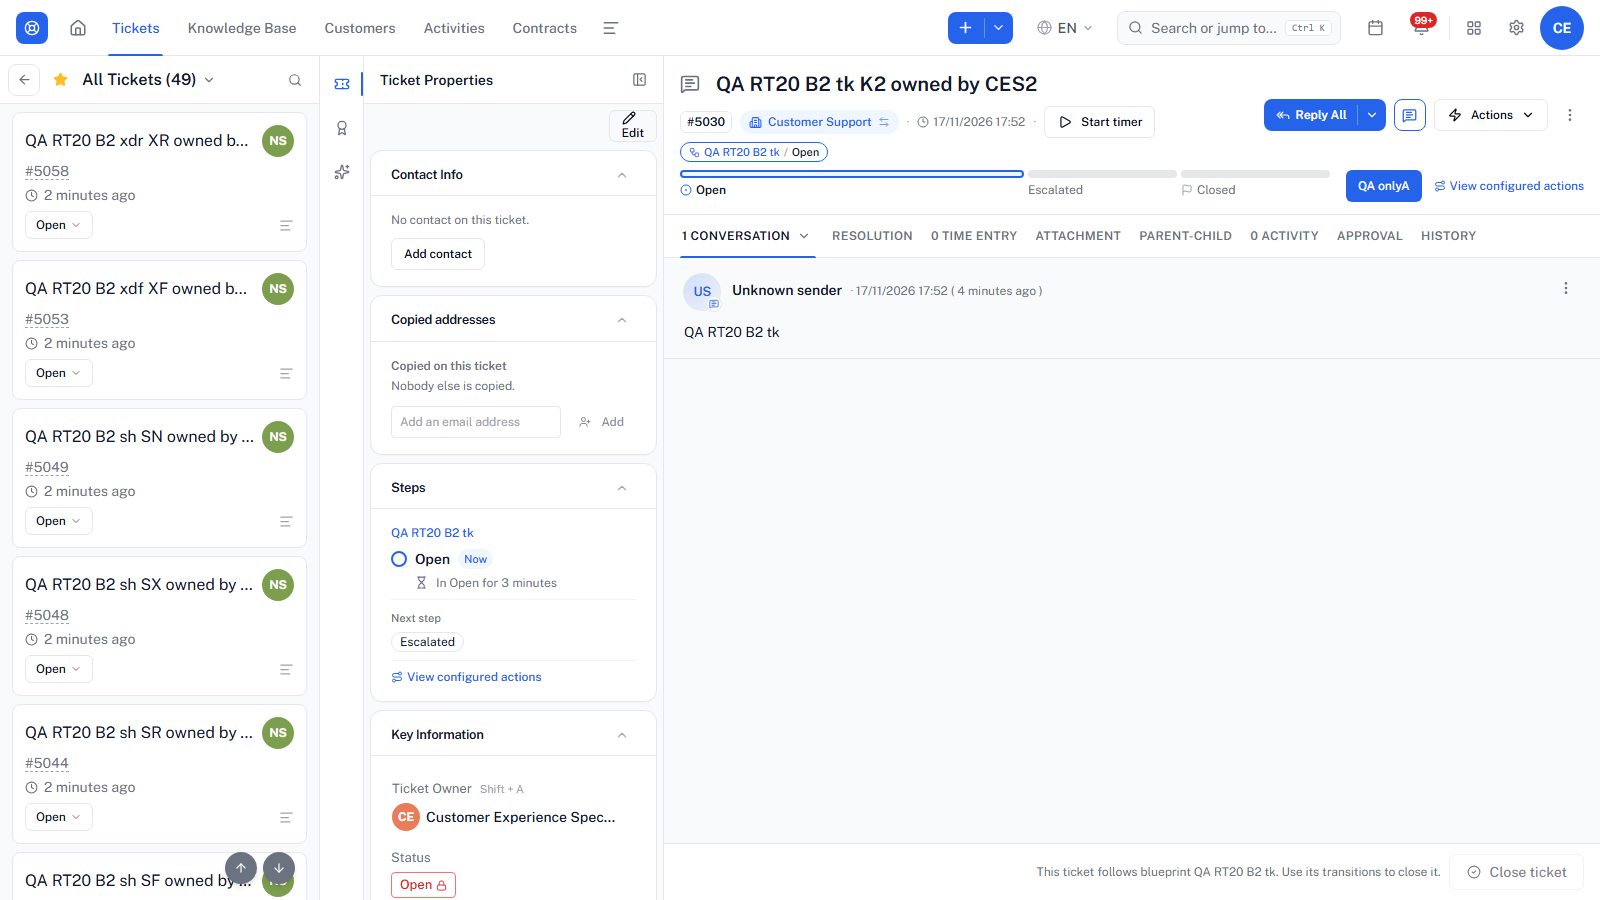 Tickets
Knowledge Base
Customers
Activities
Contracts
EN
Search or jump to...
Ctrl K
99+
CE
All Tickets (49)
QA RT20 B2 xdr XR owned b...
NS
#5058
2 minutes ago
Open
QA RT20 B2 xdf XF owned b...
NS
#5053
2 minutes ago
Open
QA RT20 B2 sh SN owned by ...
NS
#5049
2 minutes ago
Open
QA RT20 B2 sh SX owned by ...
NS
#5048
2 minutes ago
Open
QA RT20 B2 sh SR owned by ...
NS
#5044
2 minutes ago
Open
QA RT20 B2 sh SF owned by ...
Ticket Properties
Edit
Contact Info
No contact on this ticket.
Add contact
Copied addresses
Copied on this ticket
Nobody else is copied.
Add an email address
Add
Steps
QA RT20 B2 tk
Open
Now
In Open for 3 minutes
Next step
Escalated
View configured actions
Key Information
Ticket Owner
Shift + A
CE
Customer Experience Spec...
Status
Open
QA RT20 B2 tk K2 owned by CES2
#5030
Customer Support
· 17/11/2026 17:52 ·
Start timer
Reply All
Actions
QA RT20 B2 tk / Open
Open
Escalated
Closed
QA onlyA
View configured actions
1 CONVERSATION
RESOLUTION
0 TIME ENTRY
ATTACHMENT
PARENT-CHILD
0 ACTIVITY
APPROVAL
HISTORY
US
Unknown sender
· 17/11/2026 17:52 ( 4 minutes ago )
QA RT20 B2 tk
This ticket follows blueprint QA RT20 B2 tk. Use its transitions to close it.
Close ticket